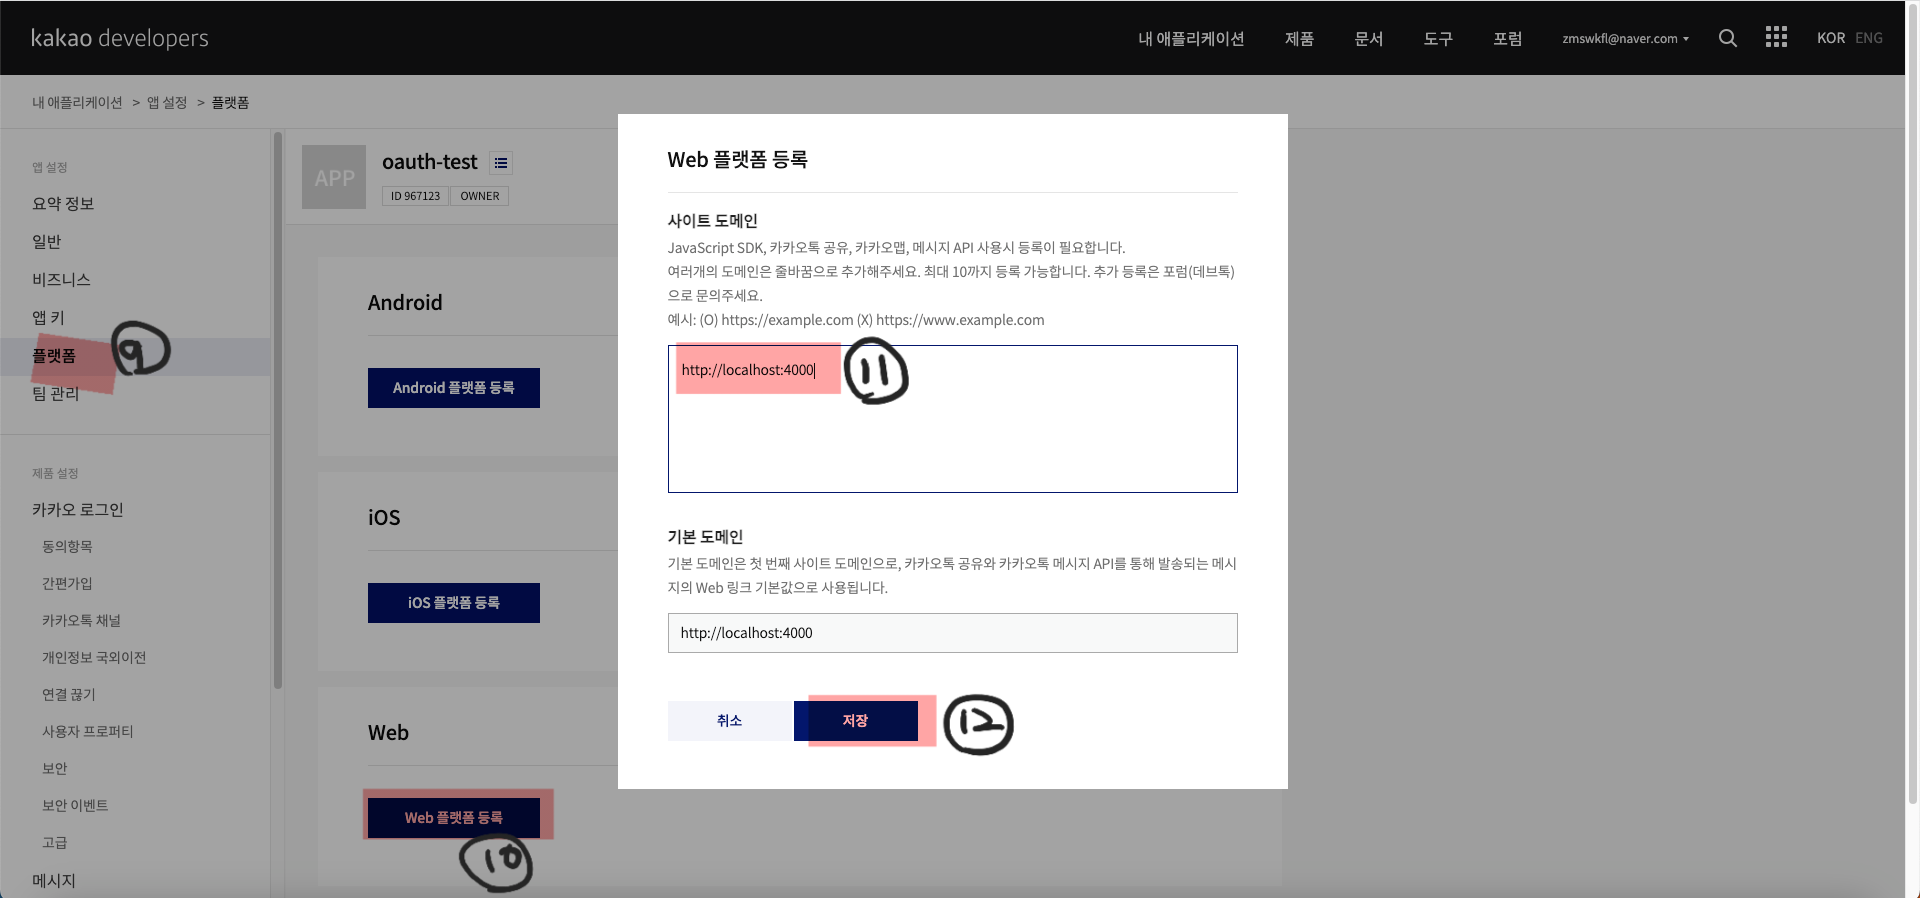 kakao developers
내 애플리케이션 제품 문서 도구 포럼 zmswkfl@naver.com KOR ENG
내 애플리케이션 > 앱 설정 > 플랫폼
앱 설정
요약 정보
일반
비즈니스
앱 키
플랫폼
9
팀 관리
제품 설정
카카오 로그인
동의항목
간편가입
카카오톡 채널
개인정보 국외이전
연결 끊기
사용자 프로퍼티
보안
보안 이벤트
고급
메시지
APP
oauth-test
ID 967123 OWNER
Android
Android 플랫폼 등록
iOS
iOS 플랫폼 등록
Web
Web 플랫폼 등록
10
Web 플랫폼 등록
사이트 도메인
JavaScript SDK, 카카오톡 공유, 카카오맵, 메시지 API 사용시 등록이 필요합니다.
여러개의 도메인은 줄바꿈으로 추가해주세요. 최대 10까지 등록 가능합니다. 추가 등록은 포럼(데브톡)
으로 문의주세요.
예시: (O) https://example.com (X) https://www.example.com
http://localhost:4000
11
기본 도메인
기본 도메인은 첫 번째 사이트 도메인으로, 카카오톡 공유와 카카오톡 메시지 API를 통해 발송되는 메시
지의 Web 링크 기본값으로 사용됩니다.
http://localhost:4000
취소 저장
12